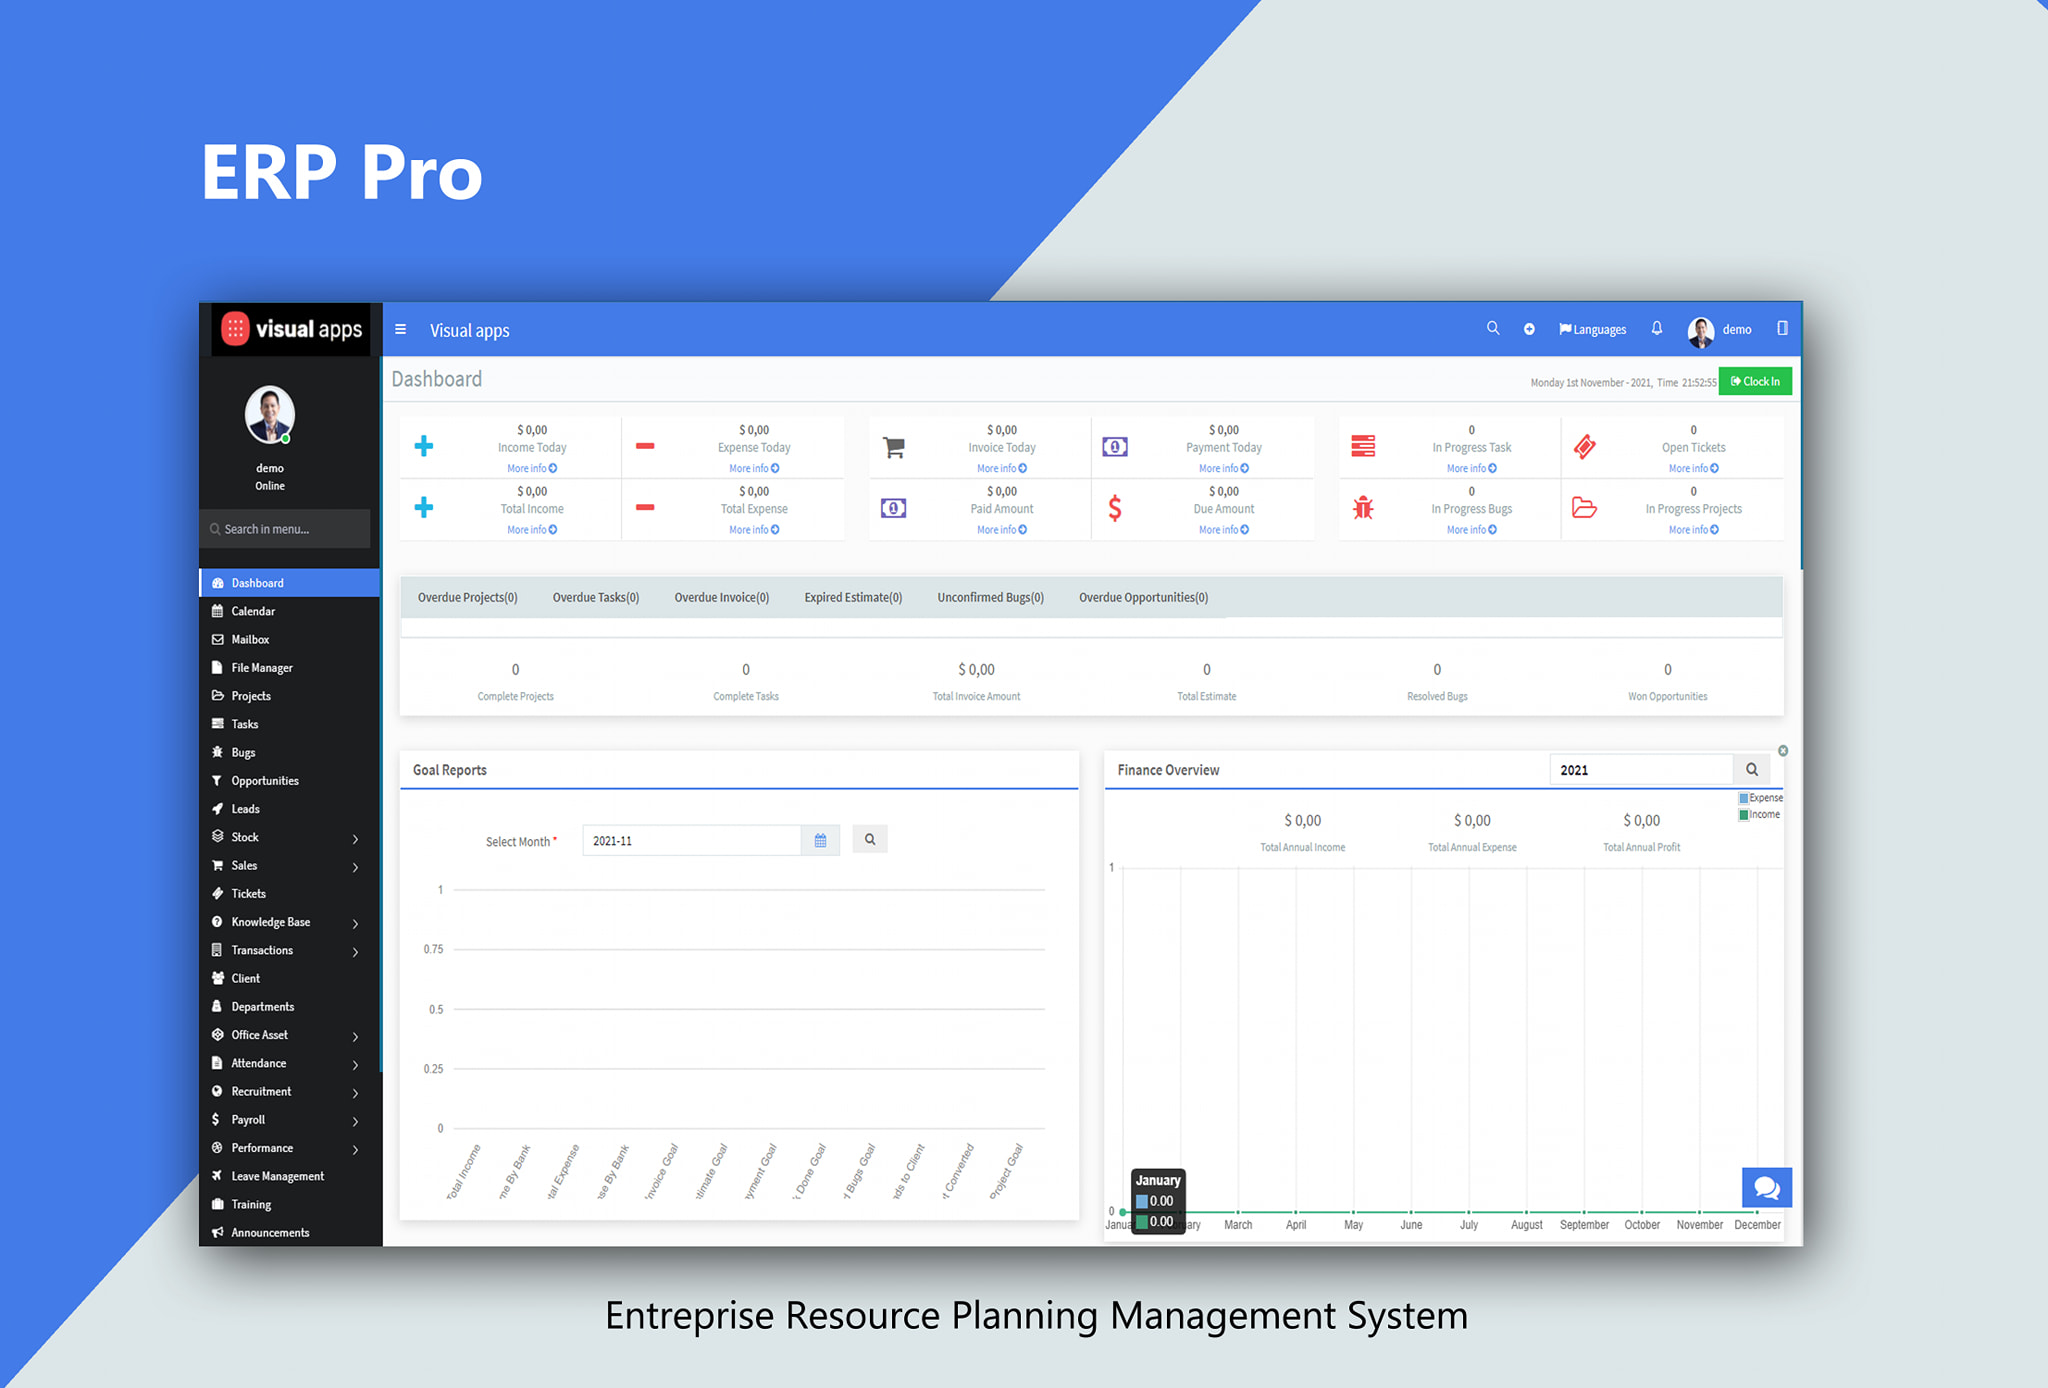 ERP Pro
visual apps
Visual apps
Languages
demo
demo
Online
Search in menu...
Dashboard
Calendar
Mailbox
File Manager
Projects
Tasks
Bugs
Opportunities
Leads
Stock
Sales
Tickets
Knowledge Base
Transactions
Client
Departments
Office Asset
Attendance
Recruitment
Payroll
Performance
Leave Management
Training
Announcements
Dashboard
Monday 1st November - 2021, Time 21:52:55
Clock In
$ 0,00
Income Today
More info
$ 0,00
Expense Today
More info
$ 0,00
Invoice Today
More info
$ 0,00
Payment Today
More info
0
In Progress Task
More info
0
Open Tickets
More info
$ 0,00
Total Income
More info
$ 0,00
Total Expense
More info
$ 0,00
Paid Amount
More info
$ 0,00
Due Amount
More info
0
In Progress Bugs
More info
0
In Progress Projects
More info
Overdue Projects(0) Overdue Tasks(0) Overdue Invoice(0) Expired Estimate(0) Unconfirmed Bugs(0) Overdue Opportunities(0)
0 0 $ 0,00 0 0 0
Complete Projects Complete Tasks Total Invoice Amount Total Estimate Resolved Bugs Won Opportunities
Goal Reports
Select Month * 2021-11
1
0.75
0.5
0.25
0
Total Income
me By Bank
tal Expense
se By Bank
nvoice Goal
timate Goal
yment Goal
k Done Goal
d Bugs Goal
ds to Client
t Converted
Project Goal
Finance Overview
2021
Expense
Income
$ 0,00 $ 0,00 $ 0,00
Total Annual Income Total Annual Expense Total Annual Profit
1
0
January
0.00
0.00
Janua ruary March April May June July August September October November December
Entreprise Resource Planning Management System